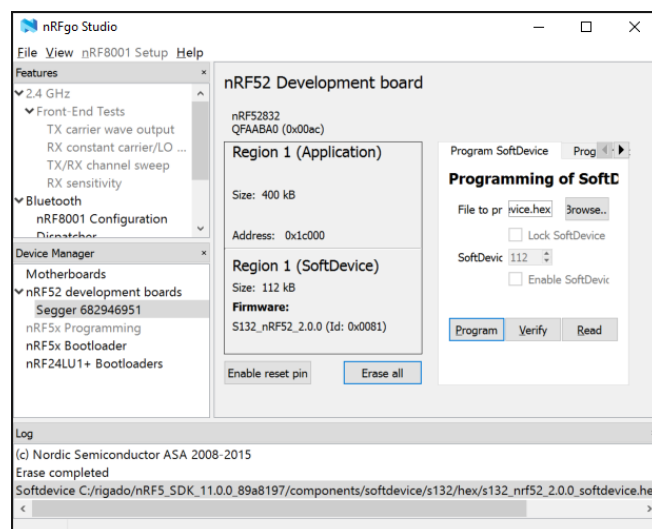 nRFgo Studio
File View nRF8001 Setup Help
Features
2.4 GHz
Front-End Tests
TX carrier wave output
RX constant carrier/LO ...
TX/RX channel sweep
RX sensitivity
Bluetooth
nRF8001 Configuration
Dispatcher
Device Manager
Motherboards
nRF52 development boards
Segger 682946951
nRF5x Programming
nRF5x Bootloader
nRF24LU1+ Bootloaders
nRF52 Development board
nRF52832
QFAABA0 (0x00ac)
Region 1 (Application)
Size: 400 kB
Address: 0x1c000
Region 1 (SoftDevice)
Size: 112 kB
Firmware:
S132_nRF52_2.0.0 (Id: 0x0081)
Enable reset pin
Erase all
Program SoftDevice
Prog
Programming of SoftD
File to pr evice.hex Browse..
Lock SoftDevice
SoftDevic 112
Enable SoftDevic
Program Verify Read
Log
(c) Nordic Semiconductor ASA 2008-2015
Erase completed
Softdevice C:/rigado/nRF5_SDK_11.0.0_89a8197/components/softdevice/s132/hex/s132_nrf52_2.0.0_softdevice.he